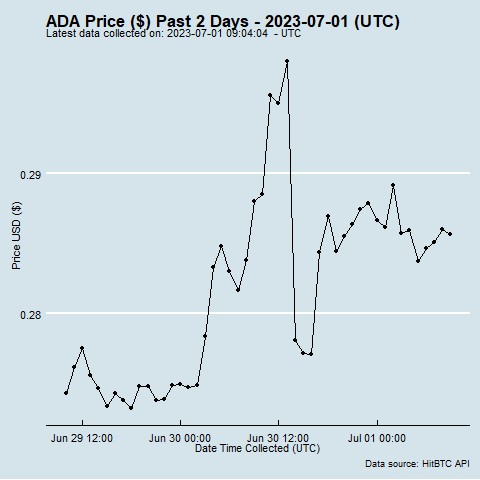 ADA Price ($) Past 2 Days - 2023-07-01 (UTC)
Latest data collected on: 2023-07-01 09:04:04 - UTC
0.29
Price USD ($)
0.28
Jun 29 12:00 Jun 30 00:00 Jun 30 12:00 Jul 01 00:00
Date Time Collected (UTC)
Data source: HitBTC API